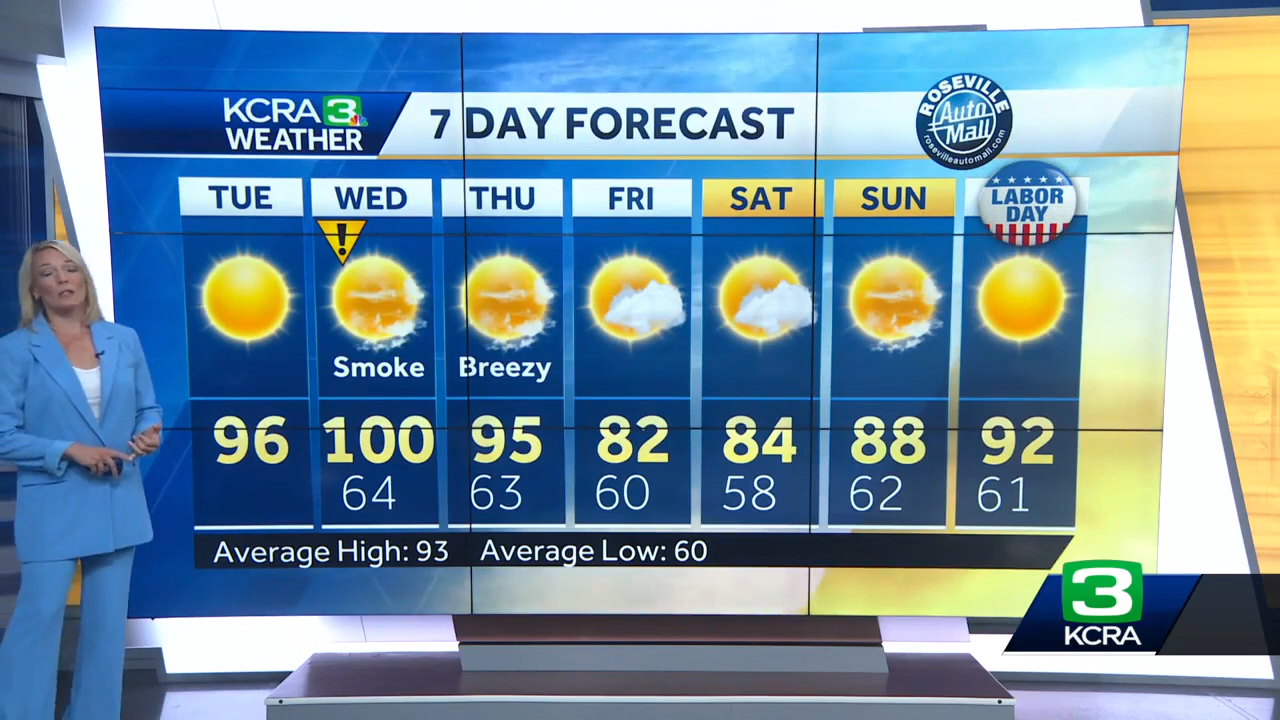 KCRA 3
WEATHER
7 DAY FORECAST
ROSEVILLE
Auto
Mall
rosevilleautomall.com
TUE WED THU FRI SAT SUN LABOR
DAY
!
Smoke Breezy
96 100 95 82 84 88 92
64 63 60 58 62 61
Average High: 93 Average Low: 60
3
KCRA